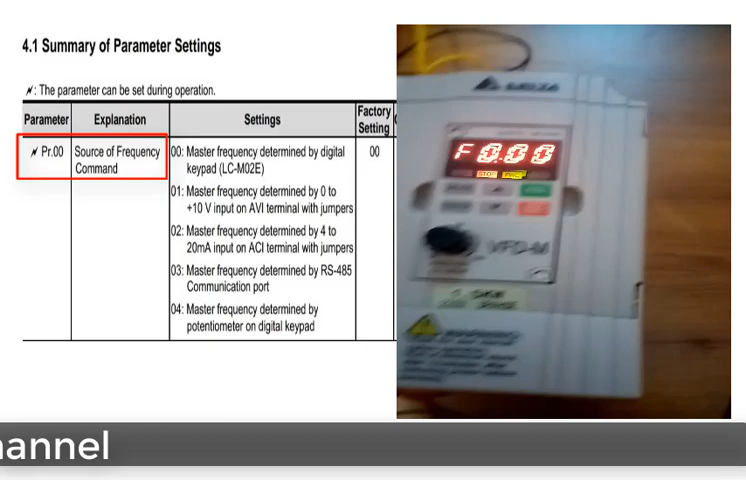 4.1 Summary of Parameter Settings
: The parameter can be set during operation.
Parameter Explanation Settings Factory Setting
Pr.00 Source of Frequency Command
00: Master frequency determined by digital keypad (LC-M02E)
00
01: Master frequency determined by 0 to +10 V input on AVI terminal with jumpers
02: Master frequency determined by 4 to 20mA input on ACI terminal with jumpers
03: Master frequency determined by RS-485 Communication port
04: Master frequency determined by potentiometer on digital keypad
DELTA
F 0.00
STOP
VFD-M
hannel